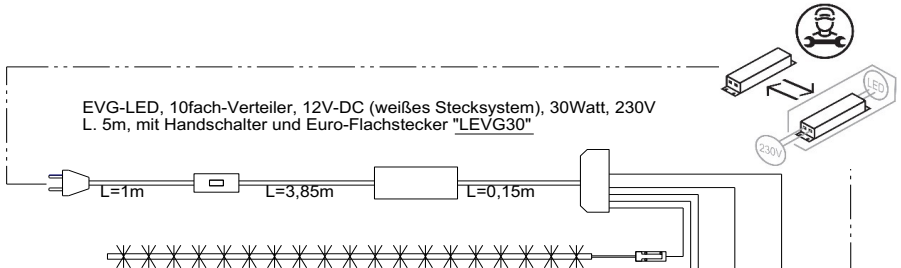 EVG-LED, 10fach-Verteiler, 12V-DC (weißes Stecksystem), 30Watt, 230V
L. 5m, mit Handschalter und Euro-Flachstecker "LEVG30"
LED
230V
L=1m
L=3,85m
L=0,15m